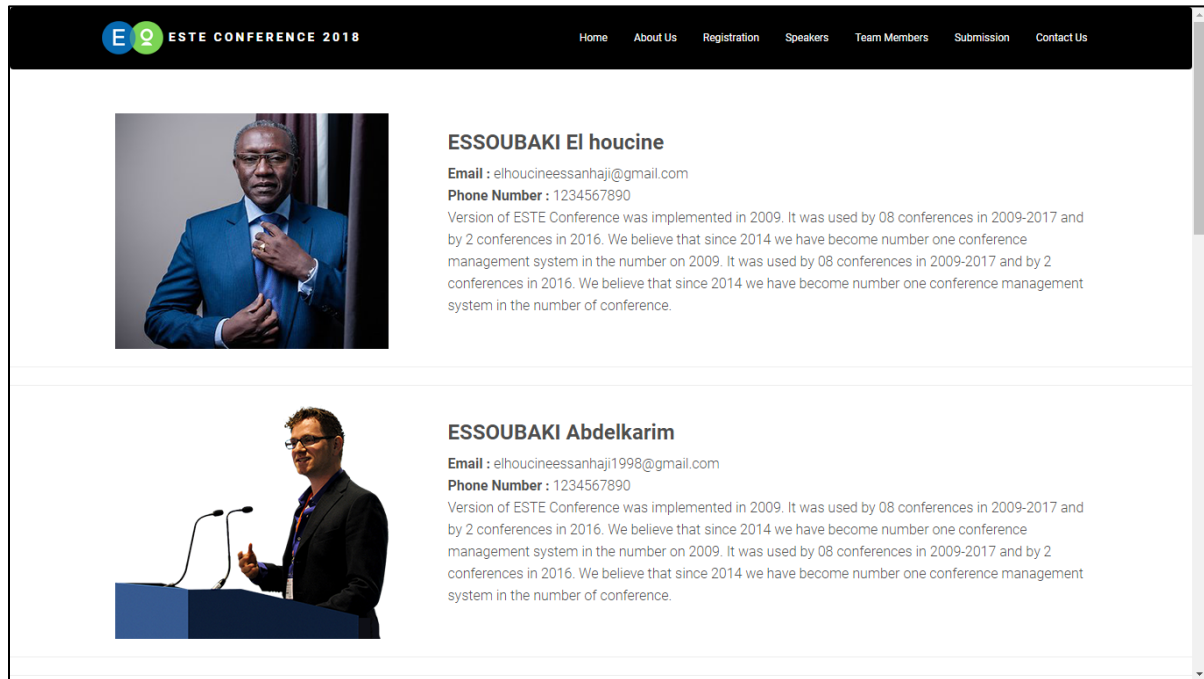 EO ESTE CONFERENCE 2018
Home About Us Registration Speakers Team Members Submission Contact Us
ESSOUBAKI El houcine
Email : elhoucineessanhaji@gmail.com
Phone Number : 1234567890
Version of ESTE Conference was implemented in 2009. It was used by 08 conferences in 2009-2017 and
by 2 conferences in 2016. We believe that since 2014 we have become number one conference
management system in the number on 2009. It was used by 08 conferences in 2009-2017 and by 2
conferences in 2016. We believe that since 2014 we have become number one conference management
system in the number of conference.
ESSOUBAKI Abdelkarim
Email : elhoucineessanhaji1998@gmail.com
Phone Number : 1234567890
Version of ESTE Conference was implemented in 2009. It was used by 08 conferences in 2009-2017 and
by 2 conferences in 2016. We believe that since 2014 we have become number one conference
management system in the number on 2009. It was used by 08 conferences in 2009-2017 and by 2
conferences in 2016. We believe that since 2014 we have become number one conference management
system in the number of conference.